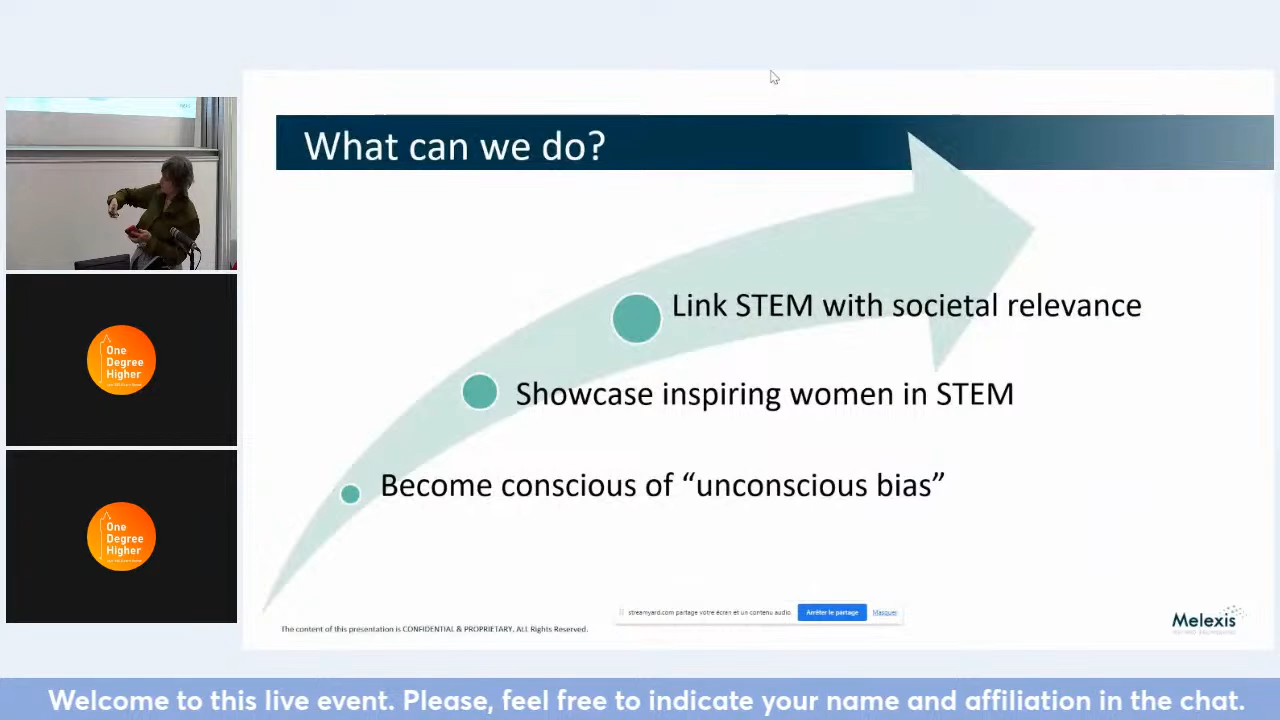 What can we do?
Link STEM with societal relevance
Showcase inspiring women in STEM
Become conscious of “unconscious bias”
One
Degree
Higher
One
Degree
Higher
streamyard.com partage votre écran et un contenu audio
Arrêter le partage
Masquer
The content of this presentation is CONFIDENTIAL & PROPRIETARY, ALL Rights Reserved.
Melexis
Welcome to this live event. Please, feel free to indicate your name and affiliation in the chat.